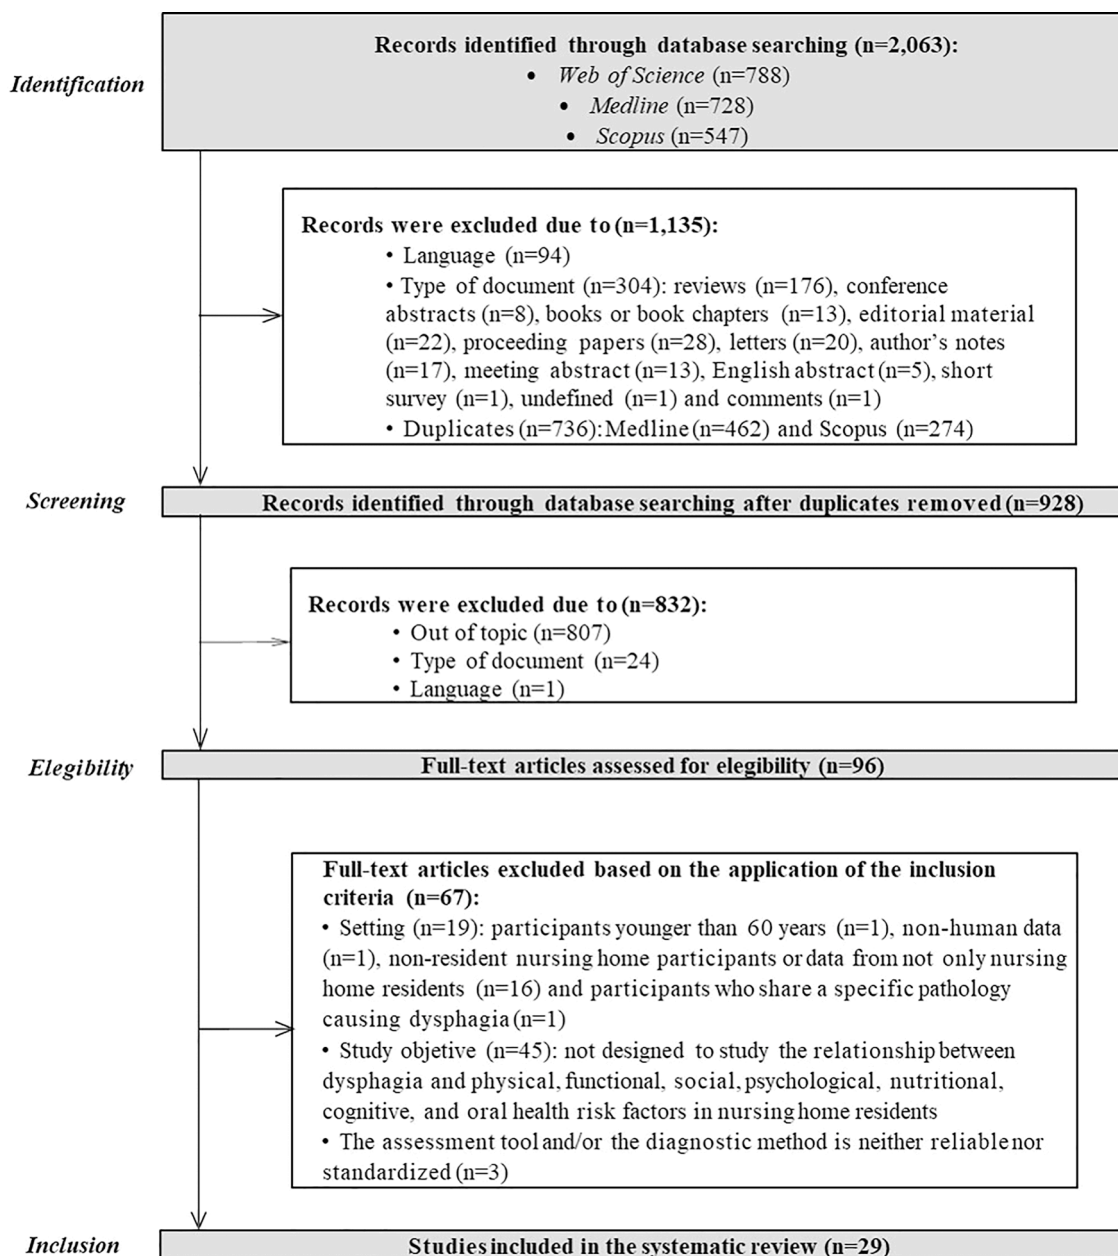 Records identified through database searching (n=2,063):
Identification
• Web of Science (n=788)
• Medline (n=728)
• Scopus (n=547)
Records were excluded due to (n=1,135):
• Language (n=94)
• Type of document (n=304): reviews (n=176), conference
abstracts (n=8), books or book chapters (n=13), editorial material
(n=22), proceeding papers (n=28), letters (n=20), author's notes
(n=17), meeting abstract (n=13), English abstract (n=5), short
survey (n=1), undefined (n=1) and comments (n=1)
• Duplicates (n=736): Medline (n=462) and Scopus (n=274)
Screening
Records identified through database searching after duplicates removed (n=928)
Records were excluded due to (n=832):
• Out of topic (n=807)
• Type of document (n=24)
• Language (n=1)
Elegibility
Full-text articles assessed for elegibility (n=96)
Full-text articles excluded based on the application of the inclusion
criteria (n=67):
• Setting (n=19): participants younger than 60 years (n=1), non-human data
(n=1), non-resident nursing home participants or data from not only nursing
home residents (n=16) and participants who share a specific pathology
causing dysphagia (n=1)
• Study objetive (n=45): not designed to study the relationship between
dysphagia and physical, functional, social, psychological, nutritional,
cognitive, and oral health risk factors in nursing home residents
• The assessment tool and/or the diagnostic method is neither reliable nor
standardized (n=3)
Inclusion
Studies included in the systematic review (n=29)